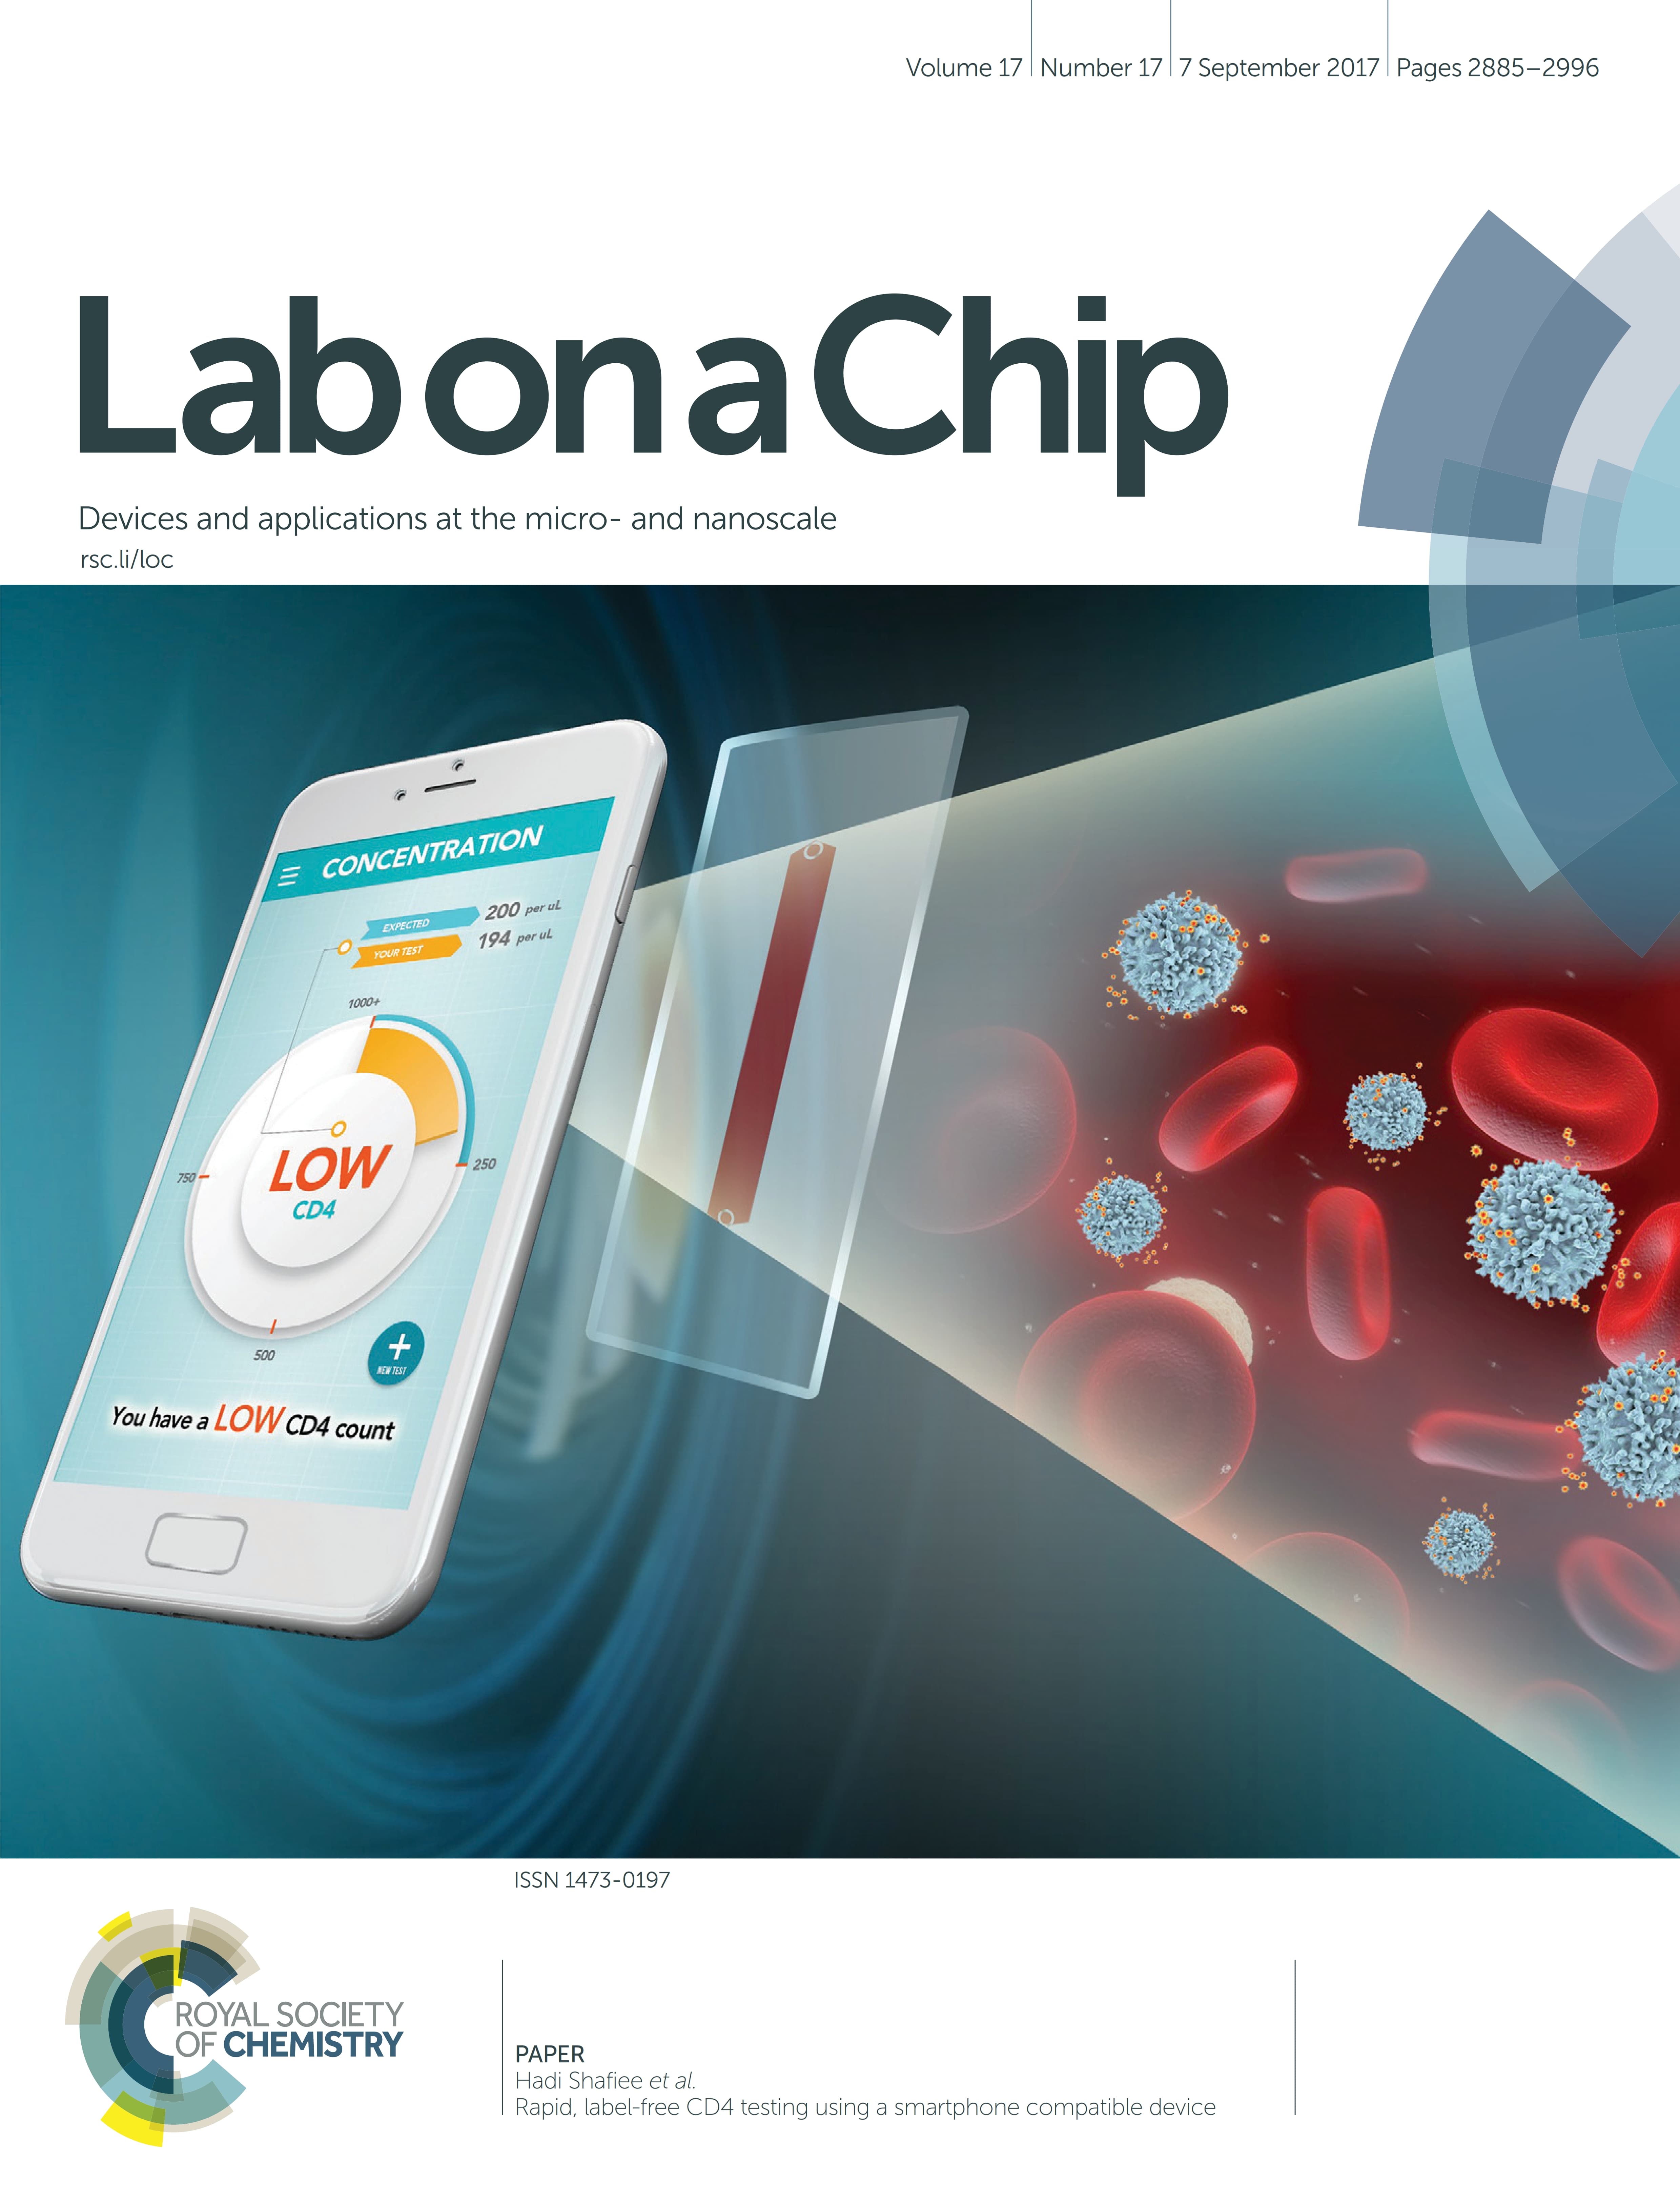 Volume 17 | Number 17 | 7 September 2017 | Pages 2885–2996
Lab on a Chip
Devices and applications at the micro- and nanoscale
rsc.li/loc
CONCENTRATION
EXPECTED 200 per uL
YOUR TEST 194 per uL
1000+
250
750
LOW
CD4
500
+
NEW TEST
You have a LOW CD4 count
ISSN 1473-0197
ROYAL SOCIETY
OF CHEMISTRY
PAPER
Hadi Shafiee et al.
Rapid, label-free CD4 testing using a smartphone compatible device